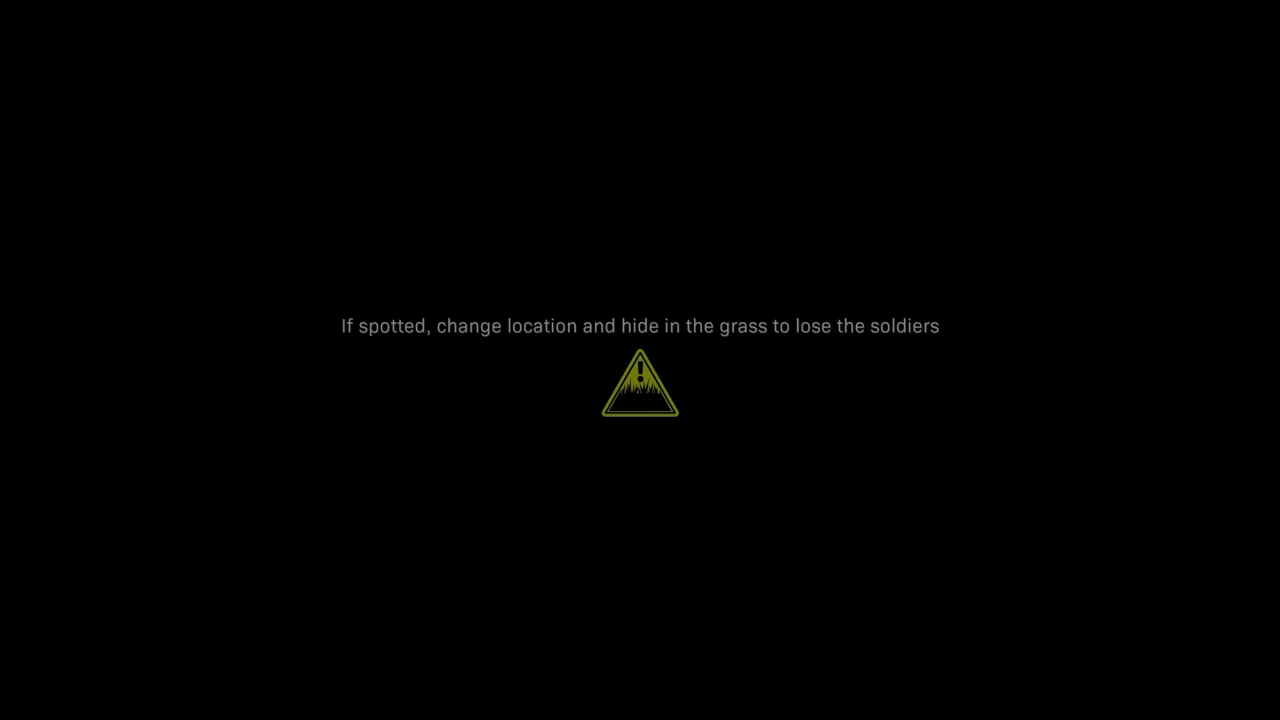 If spotted, change location and hide in the grass to lose the soldiers